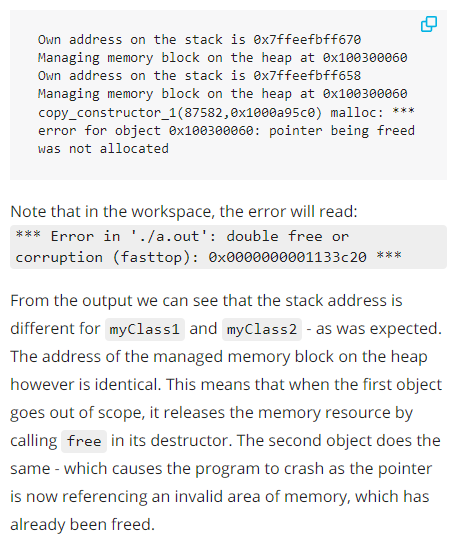 Own address on the stack is 0x7ffeefbff670
Managing memory block on the heap at 0x100300060
Own address on the stack is 0x7ffeefbff658
Managing memory block on the heap at 0x100300060
copy_constructor_1(87582,0x1000a95c0) malloc: ***
error for object 0x100300060: pointer being freed
was not allocated
Note that in the workspace, the error will read:
*** Error in './a.out': double free or
corruption (fasttop): 0x0000000001133c20 ***
From the output we can see that the stack address is
different for myClass1 and myClass2 - as was expected.
The address of the managed memory block on the heap
however is identical. This means that when the first object
goes out of scope, it releases the memory resource by
calling free in its destructor. The second object does the
same - which causes the program to crash as the pointer
is now referencing an invalid area of memory, which has
already been freed.